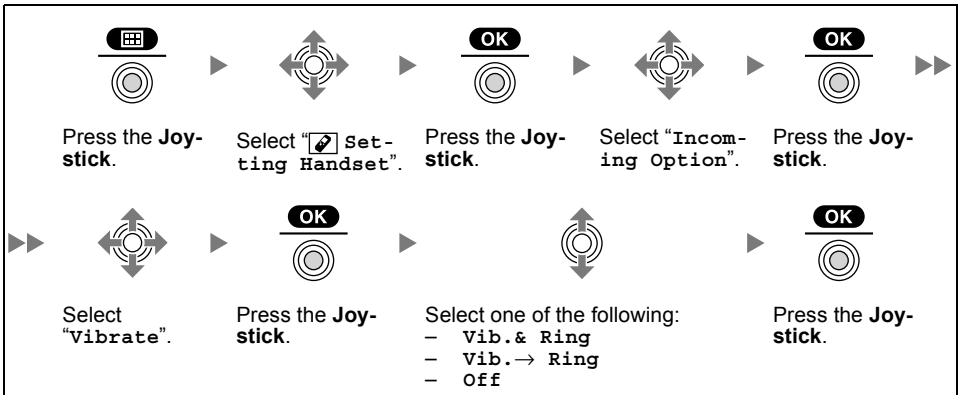 OK
OK
Press the Joy-
stick.
Select “ Set-
ting Handset”.
Press the Joy-
stick.
Select “Incom-
ing Option”.
Press the Joy-
stick.
OK
OK
Select
“Vibrate”.
Press the Joy-
stick.
Select one of the following:
– Vib.& Ring
– Vib.→ Ring
– Off
Press the Joy-
stick.